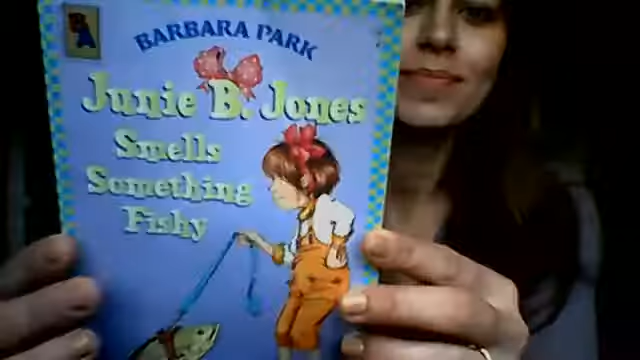 BARBARA PARK
Junie B. Jones
Smells
Something
Fishy